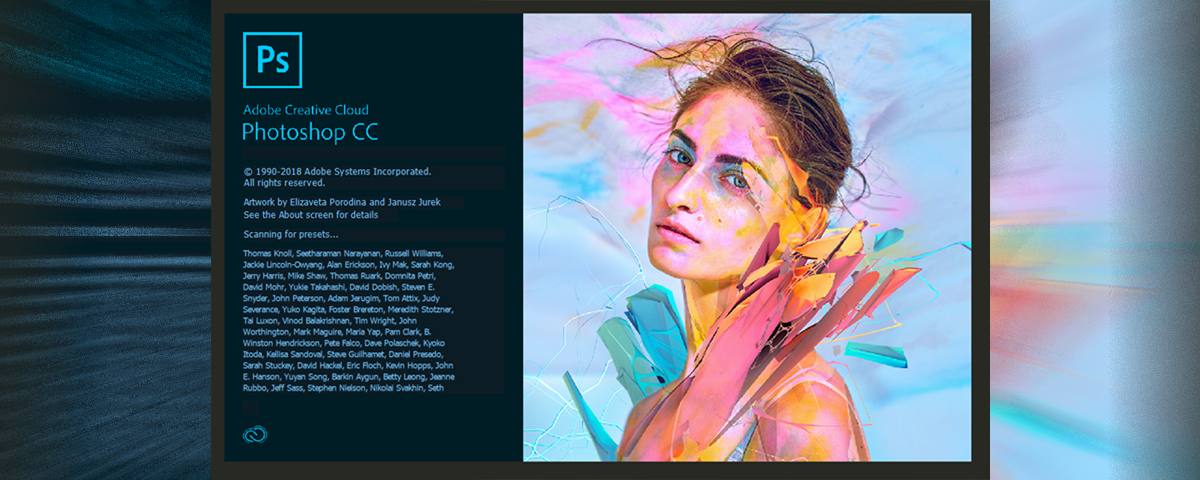 Ps
Adobe Creative Cloud
Photoshop CC
© 1990-2018 Adobe Systems Incorporated.
All rights reserved.
Artwork by Elizaveta Porodina and Janusz Jurek
See the About screen for details
Scanning for presets...
Thomas Knoll, Seetharaman Narayanan, Russell Williams,
Jackie Lincoln-Owyang, Alan Erickson, Ivy Mak, Sarah Kong,
Jerry Harris, Mike Shaw, Thomas Ruark, Domnita Petri,
David Mohr, Yukie Takahashi, David Dobish, Steven E.
Snyder, John Peterson, Adam Jerugim, Tom Attix, Judy
Severance, Yuko Kagita, Foster Brereton, Meredith Stotzner,
Tai Luxon, Vinod Balakrishnan, Tim Wright, John
Worthington, Mark Maguire, Maria Yap, Pam Clark, B.
Winston Hendrickson, Pete Falco, Dave Polaschek, Kyoko
Itoda, Kellisa Sandoval, Steve Guilhamet, Daniel Presedo,
Sarah Stuckey, David Hackel, Eric Floch, Kevin Hopps, John
E. Hanson, Yuyan Song, Barkin Aygun, Betty Leong, Jeanne
Rubbo, Jeff Sass, Stephen Nielson, Nikolai Svakhin, Seth